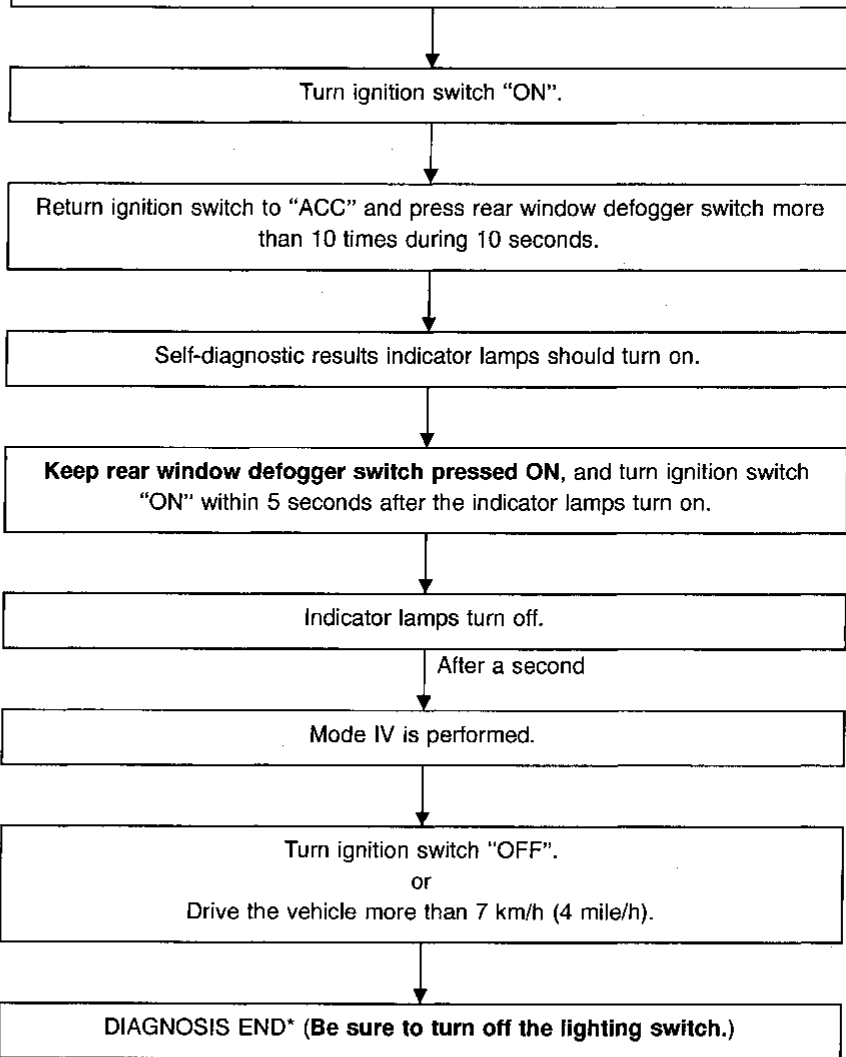 Turn ignition switch “ON”.
Return ignition switch to “ACC” and press rear window defogger switch more
than 10 times during 10 seconds.
Self-diagnostic results indicator lamps should turn on.
Keep rear window defogger switch pressed ON, and turn ignition switch
“ON” within 5 seconds after the indicator lamps turn on.
Indicator lamps turn off.
After a second
Mode IV is performed.
Turn ignition switch “OFF”.
or
Drive the vehicle more than 7 km/h (4 mile/h).
DIAGNOSIS END* (Be sure to turn off the lighting switch.)